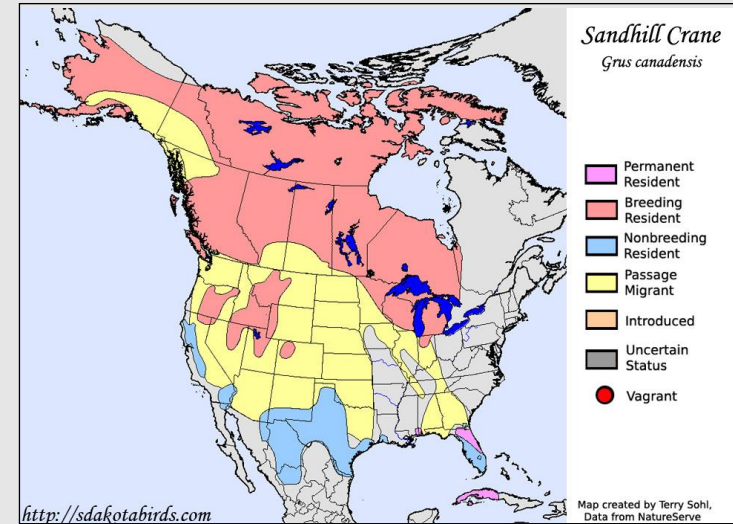 Sandhill Crane
Grus canadensis
Permanent
Resident
Breeding
Resident
Nonbreeding
Resident
Passage
Migrant
Introduced
Uncertain
Status
Vagrant
Map created by Terry Sohl,
Data from NatureServe
http://sdakotabirds.com